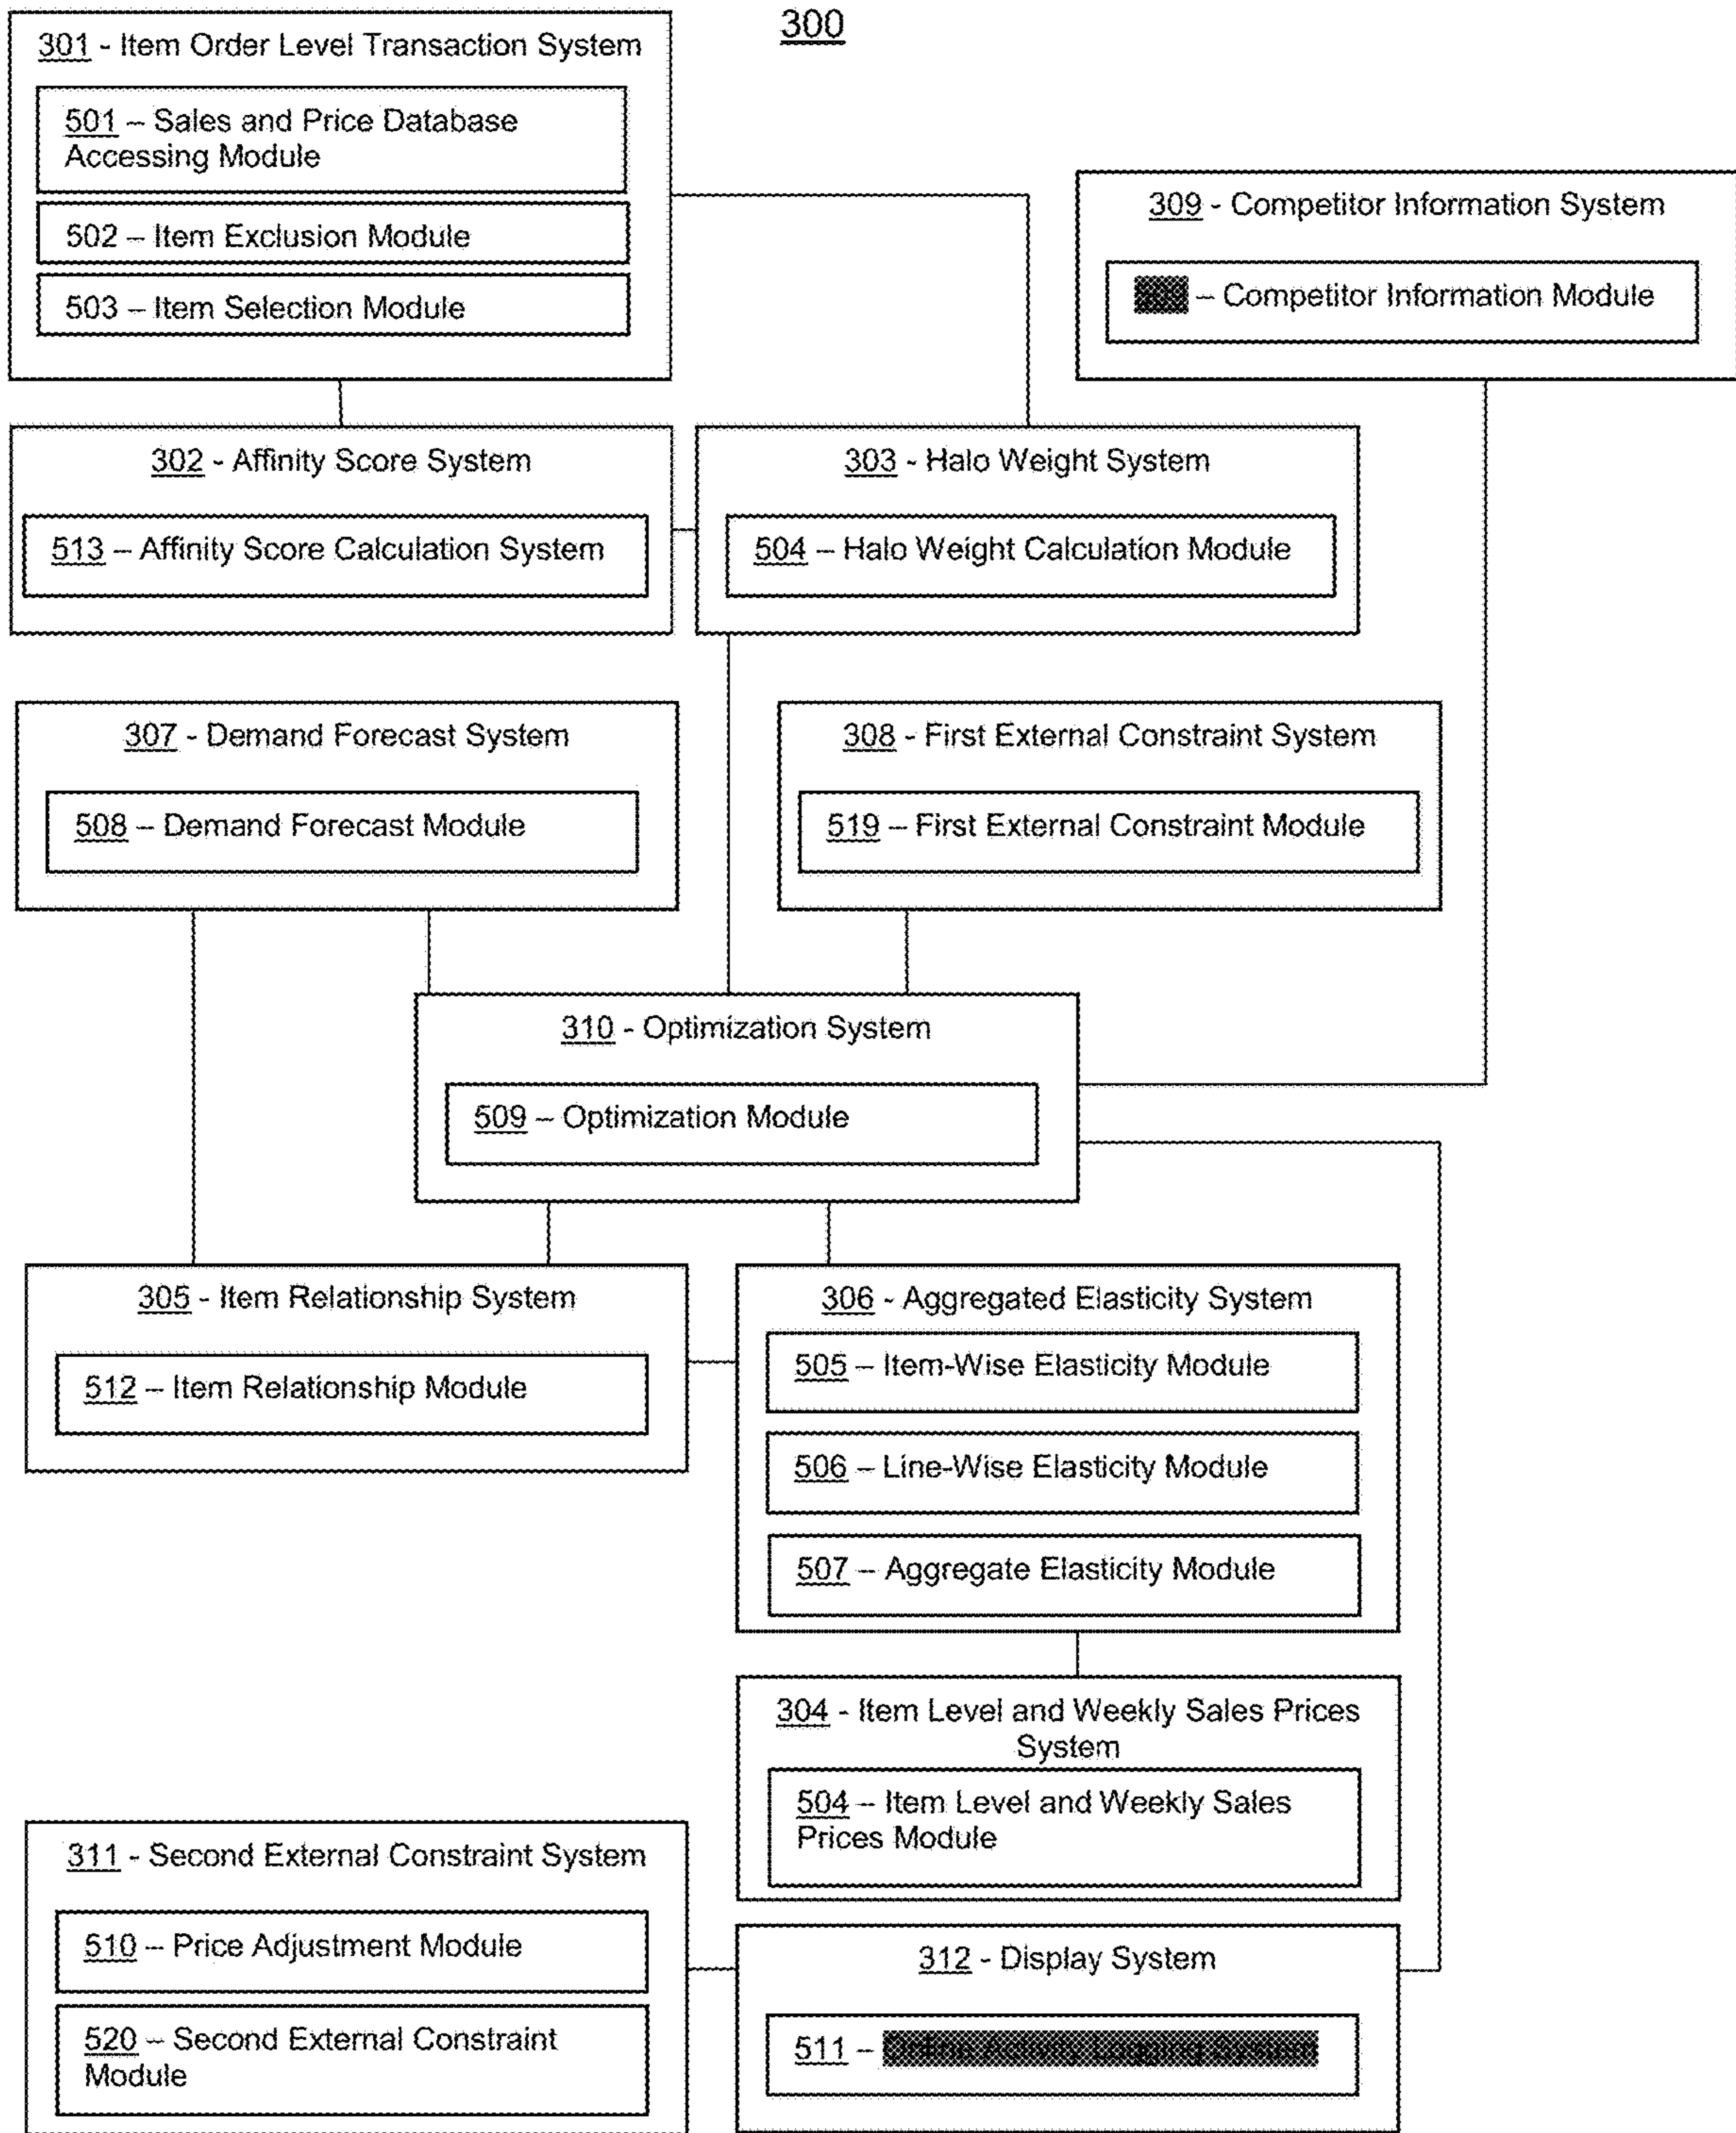 300
301 - Item Order Level Transaction System
501 – Sales and Price Database
Accessing Module
502 – Item Exclusion Module
503 – Item Selection Module
309 - Competitor Information System
– Competitor Information Module
302 - Affinity Score System
513 – Affinity Score Calculation System
303 - Halo Weight System
504 – Halo Weight Calculation Module
307 - Demand Forecast System
508 – Demand Forecast Module
308 - First External Constraint System
519 – First External Constraint Module
310 - Optimization System
509 – Optimization Module
305 - Item Relationship System
512 – Item Relationship Module
306 - Aggregated Elasticity System
505 – Item-Wise Elasticity Module
506 – Line-Wise Elasticity Module
507 – Aggregate Elasticity Module
304 - Item Level and Weekly Sales Prices
System
504 – Item Level and Weekly Sales
Prices Module
311 - Second External Constraint System
510 – Price Adjustment Module
520 – Second External Constraint
Module
312 - Display System
511 – Online Activity Logging System